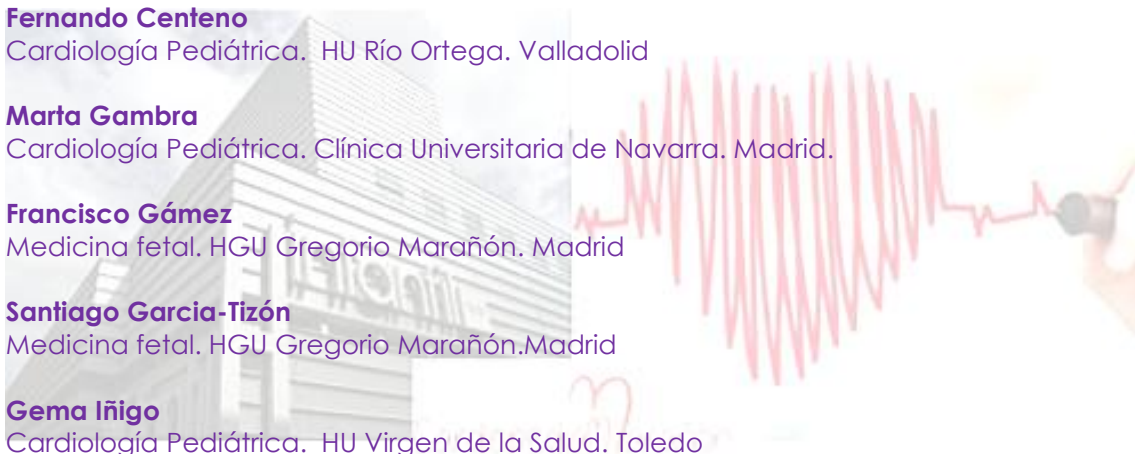 Fernando Centeno
Cardiología Pediátrica.  HU Río Ortega. Valladolid
Marta Gambra
Cardiología Pediátrica. Clínica Universitaria de Navarra. Madrid.
Francisco Gámez
Medicina fetal. HGU Gregorio Marañón. Madrid
Santiago Garcia-Tizón
Medicina fetal. HGU Gregorio Marañón.Madrid
Gema Iñigo
Cardiología Pediátrica.  HU Virgen de la Salud. Toledo